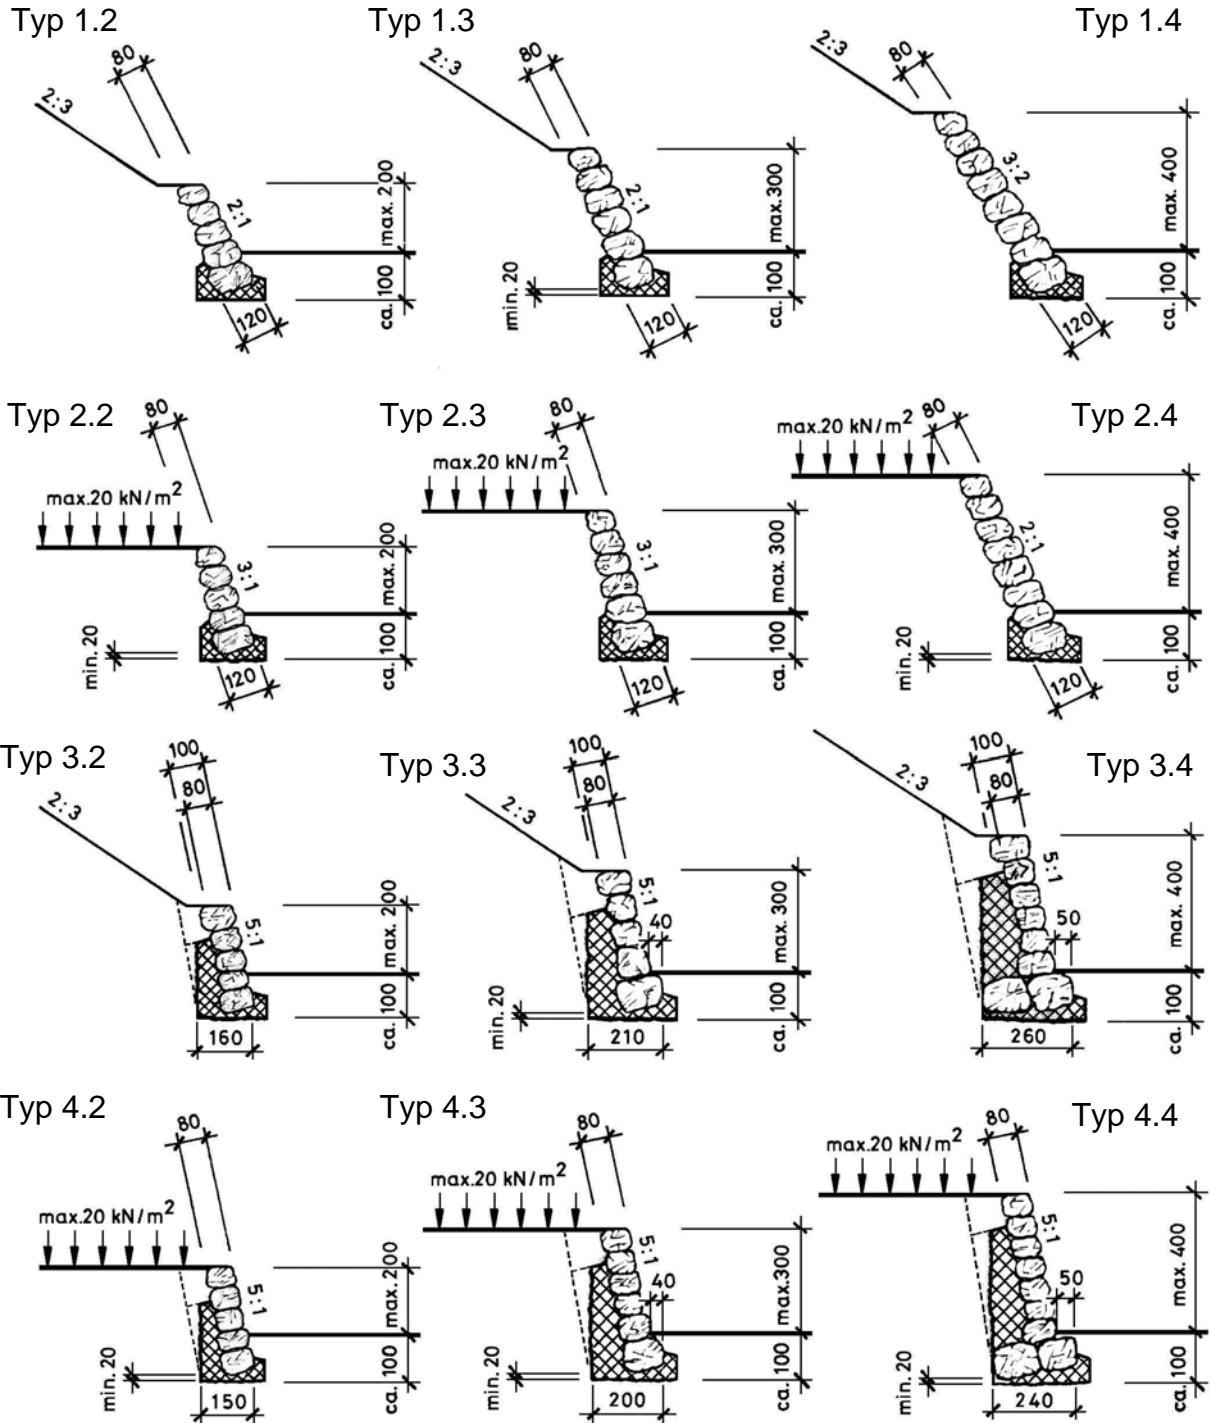 Typ 1.2
80
2:3
2:1
max. 200
ca. 100
120
Typ 1.3
80
2:3
2:1
max. 300
min. 20
ca. 100
120
Typ 1.4
2:3
80
3:2
max. 400
ca. 100
120
Typ 2.2
80
max.20 kN/m²
3:1
max. 200
min. 20
ca. 100
120
Typ 2.3
80
max.20 kN/m²
3:1
max. 300
ca. 100
120
Typ 2.4
80
max.20 kN/m²
2:1
max. 400
min. 20
ca. 100
120
Typ 3.2
100
80
2:3
5:1
max. 200
ca. 100
160
Typ 3.3
100
80
2:3
5:1
40
max. 300
min. 20
ca. 100
210
Typ 3.4
100
80
2:3
5:1
50
max. 400
ca. 100
260
Typ 4.2
80
max.20 kN/m²
5:1
max. 200
min. 20
ca. 100
150
Typ 4.3
80
max.20 kN/m²
5:1
40
max.300
min. 20
ca. 100
200
Typ 4.4
80
max.20 kN/m²
5:1
50
max. 400
min. 20
ca. 100
240